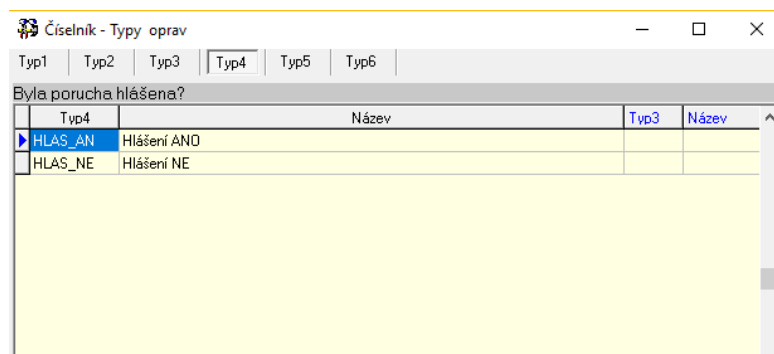 Číselník - Typy oprav
Typ1 Typ2 Typ3 Typ4 Typ5 Typ6
Byla porucha hlášena?
Typ4 Název Typ3 Název
HLAS_AN Hlášení ANO
HLAS_NE Hlášení NE